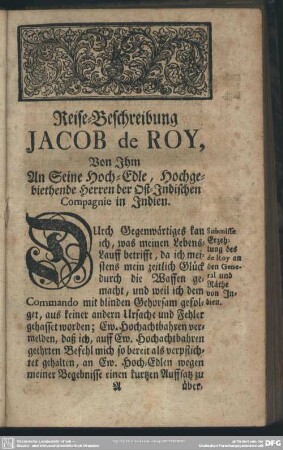 Reise-Beschreibung
JACOB de ROY,
Von Ihm
An Seine Hoch-Edle, Hochge-
biethende Herren der Ost-Indischen
Compagnie in Indien.
DUrch Gegenwärtiges kan
ich, was meinen Lebens-
Lauff betrifft, da ich mei-
stens mein zeitlich Glück
durch die Waffen ge-
macht, und weil ich dem
Commando mit blinden Gehorsam gefol-
get, aus keiner andern Ursache und Fehler
gehasset worden; Ew. Hochachtbahren ver-
melden, daß ich, auff Ew. Hochachtbahren
geehrten Befehl mich so bereit als verpflich-
tet gehalten, an Ew. Hoch-Edlen wegen
meiner Begebnisse einen kurtzen Auffsatz zu
A über-
Submisse
Erzeh-
lung des
de Roy an
den Gene-
ral und
Räthe
von In-
dien.